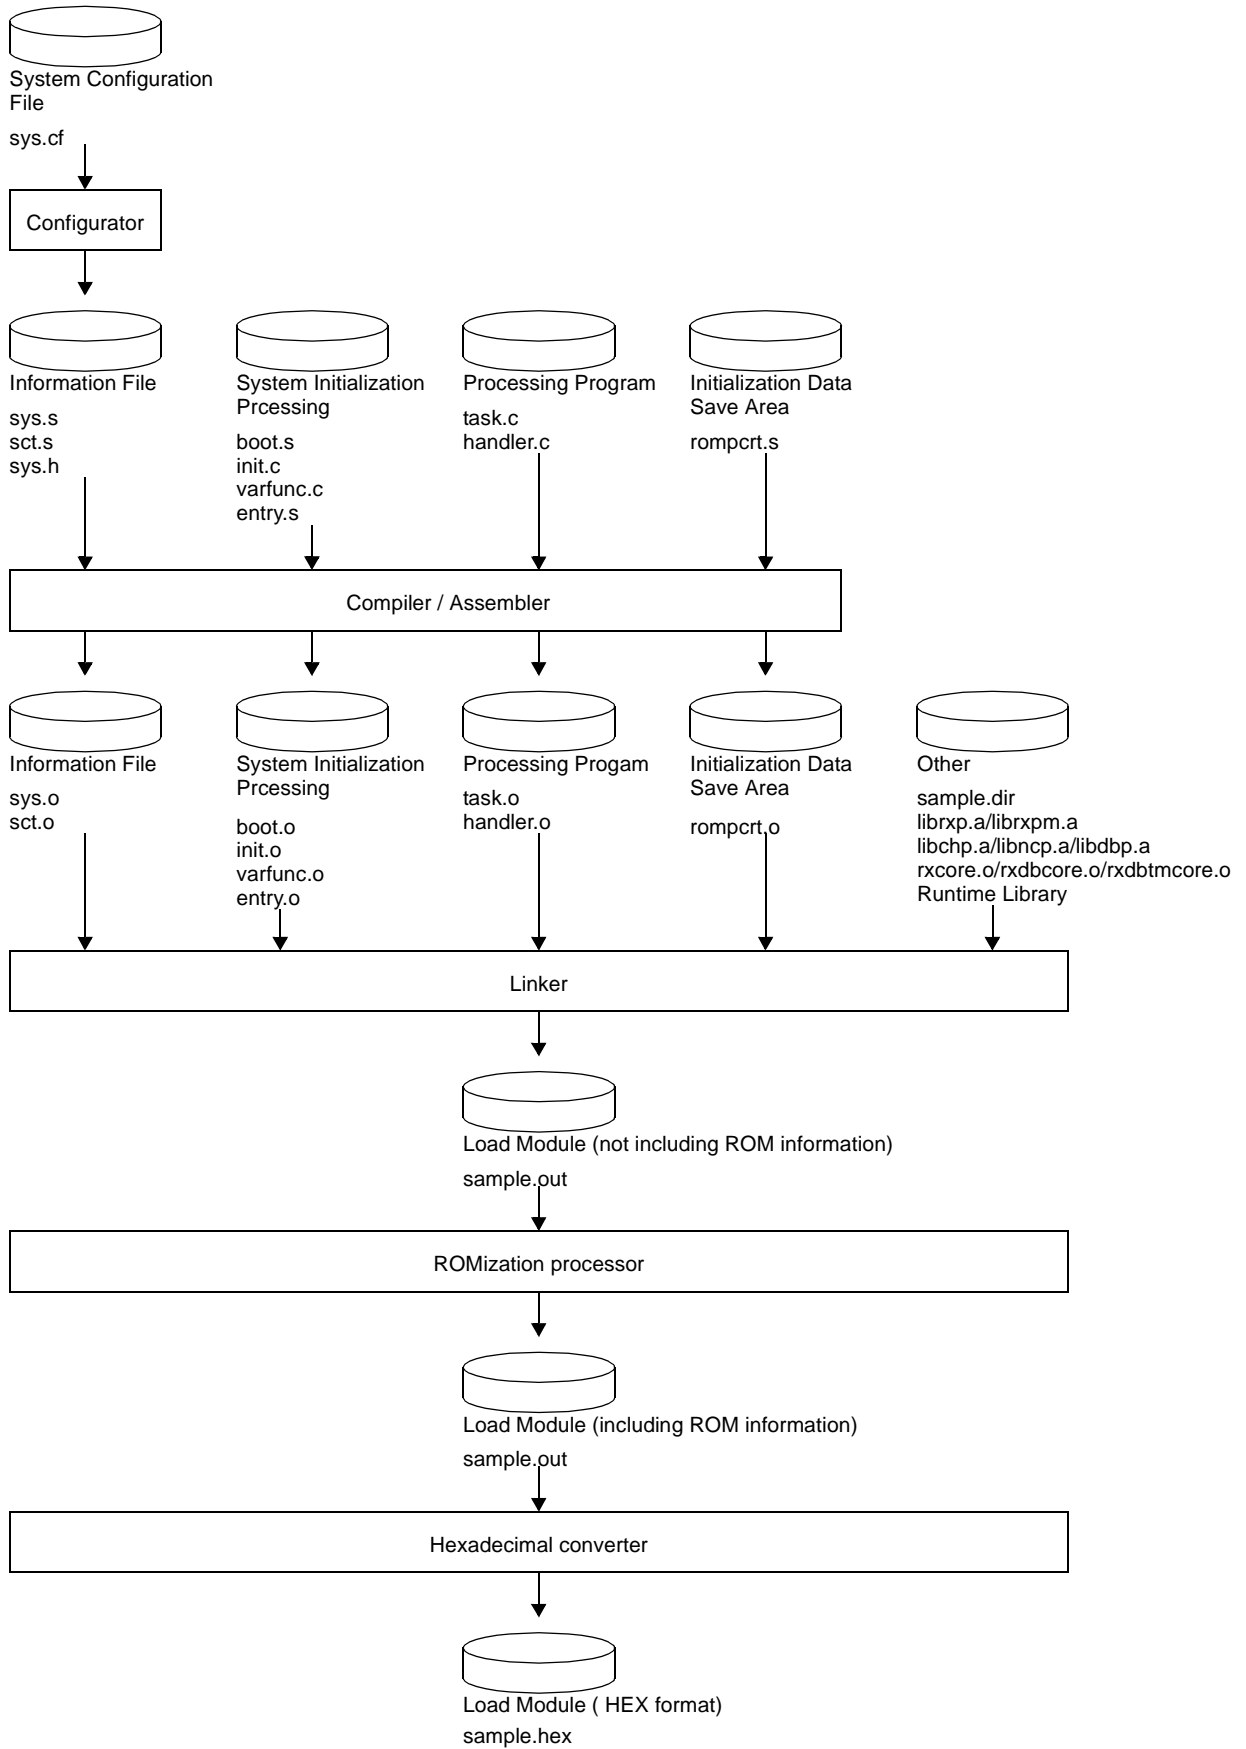 System Configuration
File
sys.cf
Configurator
Information File
sys.s
sct.s
sys.h
System Initialization
Prcessing
boot.s
init.c
varfunc.c
entry.s
Processing Program
task.c
handler.c
Initialization Data
Save Area
rompcrt.s
Compiler / Assembler
Information File
sys.o
sct.o
System Initialization
Prcessing
boot.o
init.o
varfunc.o
entry.o
Processing Progam
task.o
handler.o
Initialization Data
Save Area
rompcrt.o
Other
sample.dir
librxp.a/librxpm.a
libchp.a/libncp.a/libdbp.a
rxcore.o/rxdbcore.o/rxdbtmcore.o
Runtime Library
Linker
Load Module (not including ROM information)
sample.out
ROMization processor
Load Module (including ROM information)
sample.out
Hexadecimal converter
Load Module ( HEX format)
sample.hex